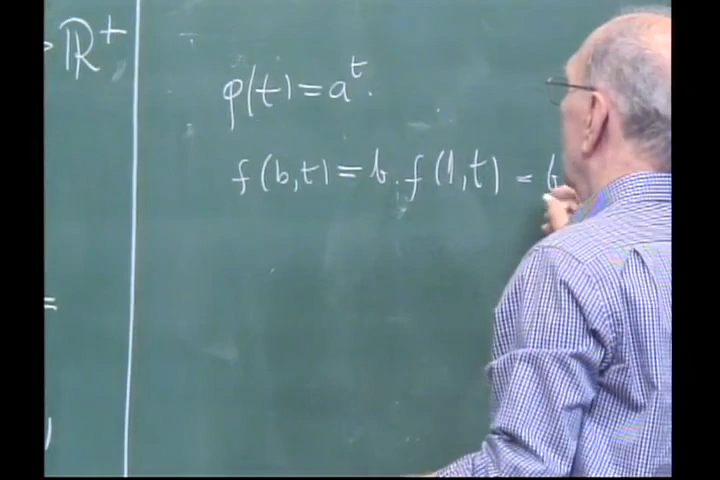 ℝ⁺
φ(t) = aᵗ.
f(b,t) = b. f(1,t) = b
=